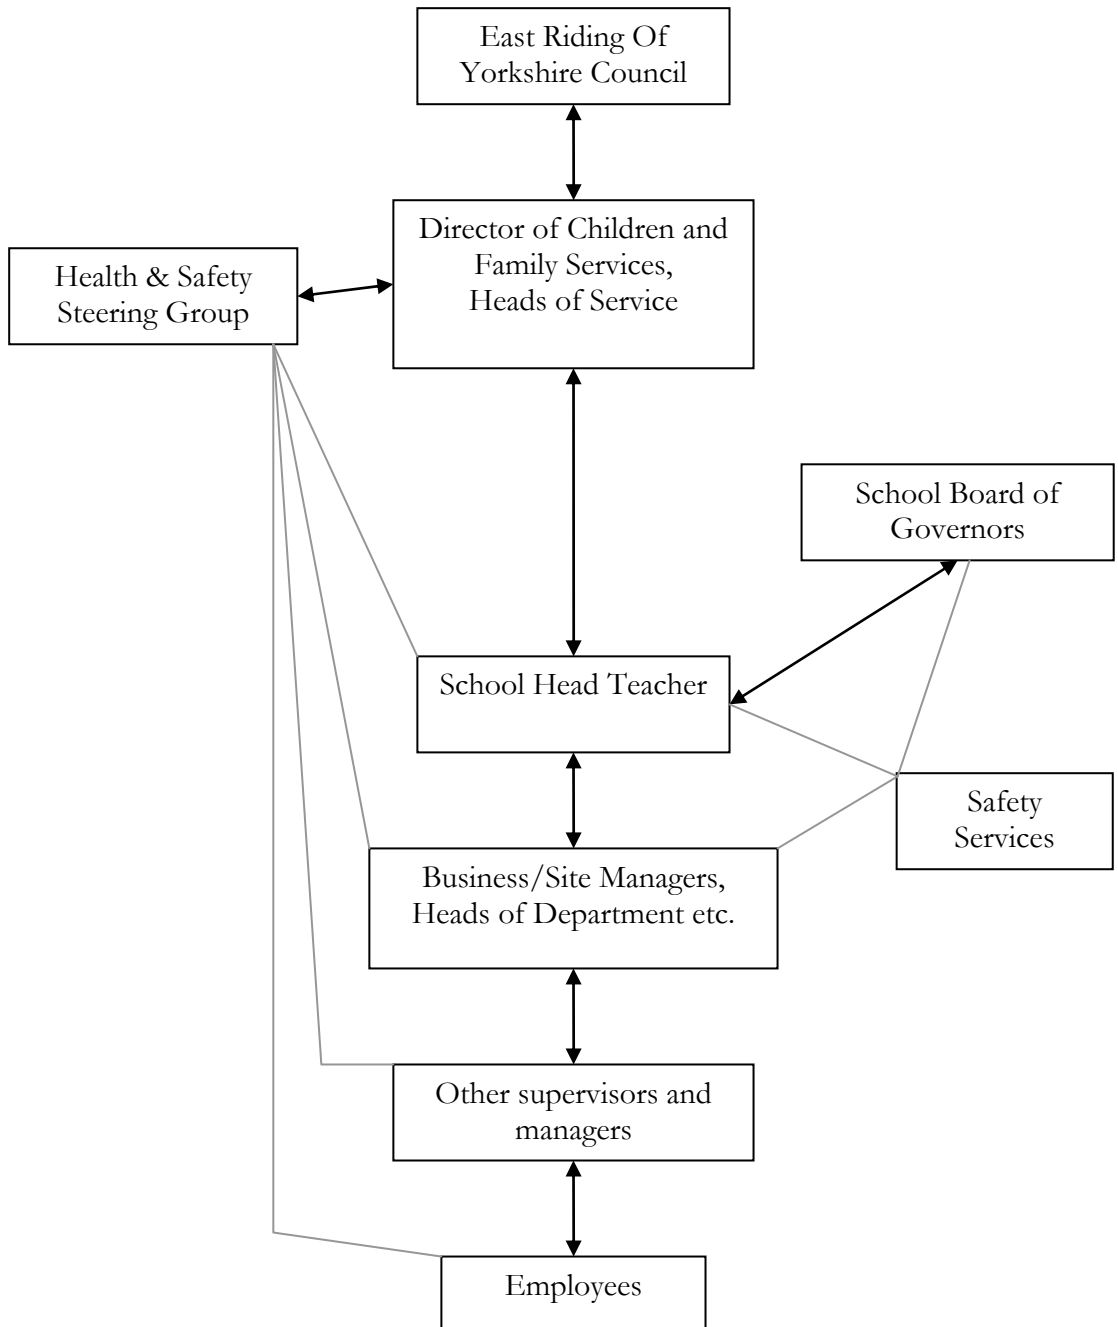 East Riding Of
Yorkshire Council
Director of Children and
Family Services,
Heads of Service
Health & Safety
Steering Group
School Board of
Governors
School Head Teacher
Safety
Services
Business/Site Managers,
Heads of Department etc.
Other supervisors and
managers
Employees